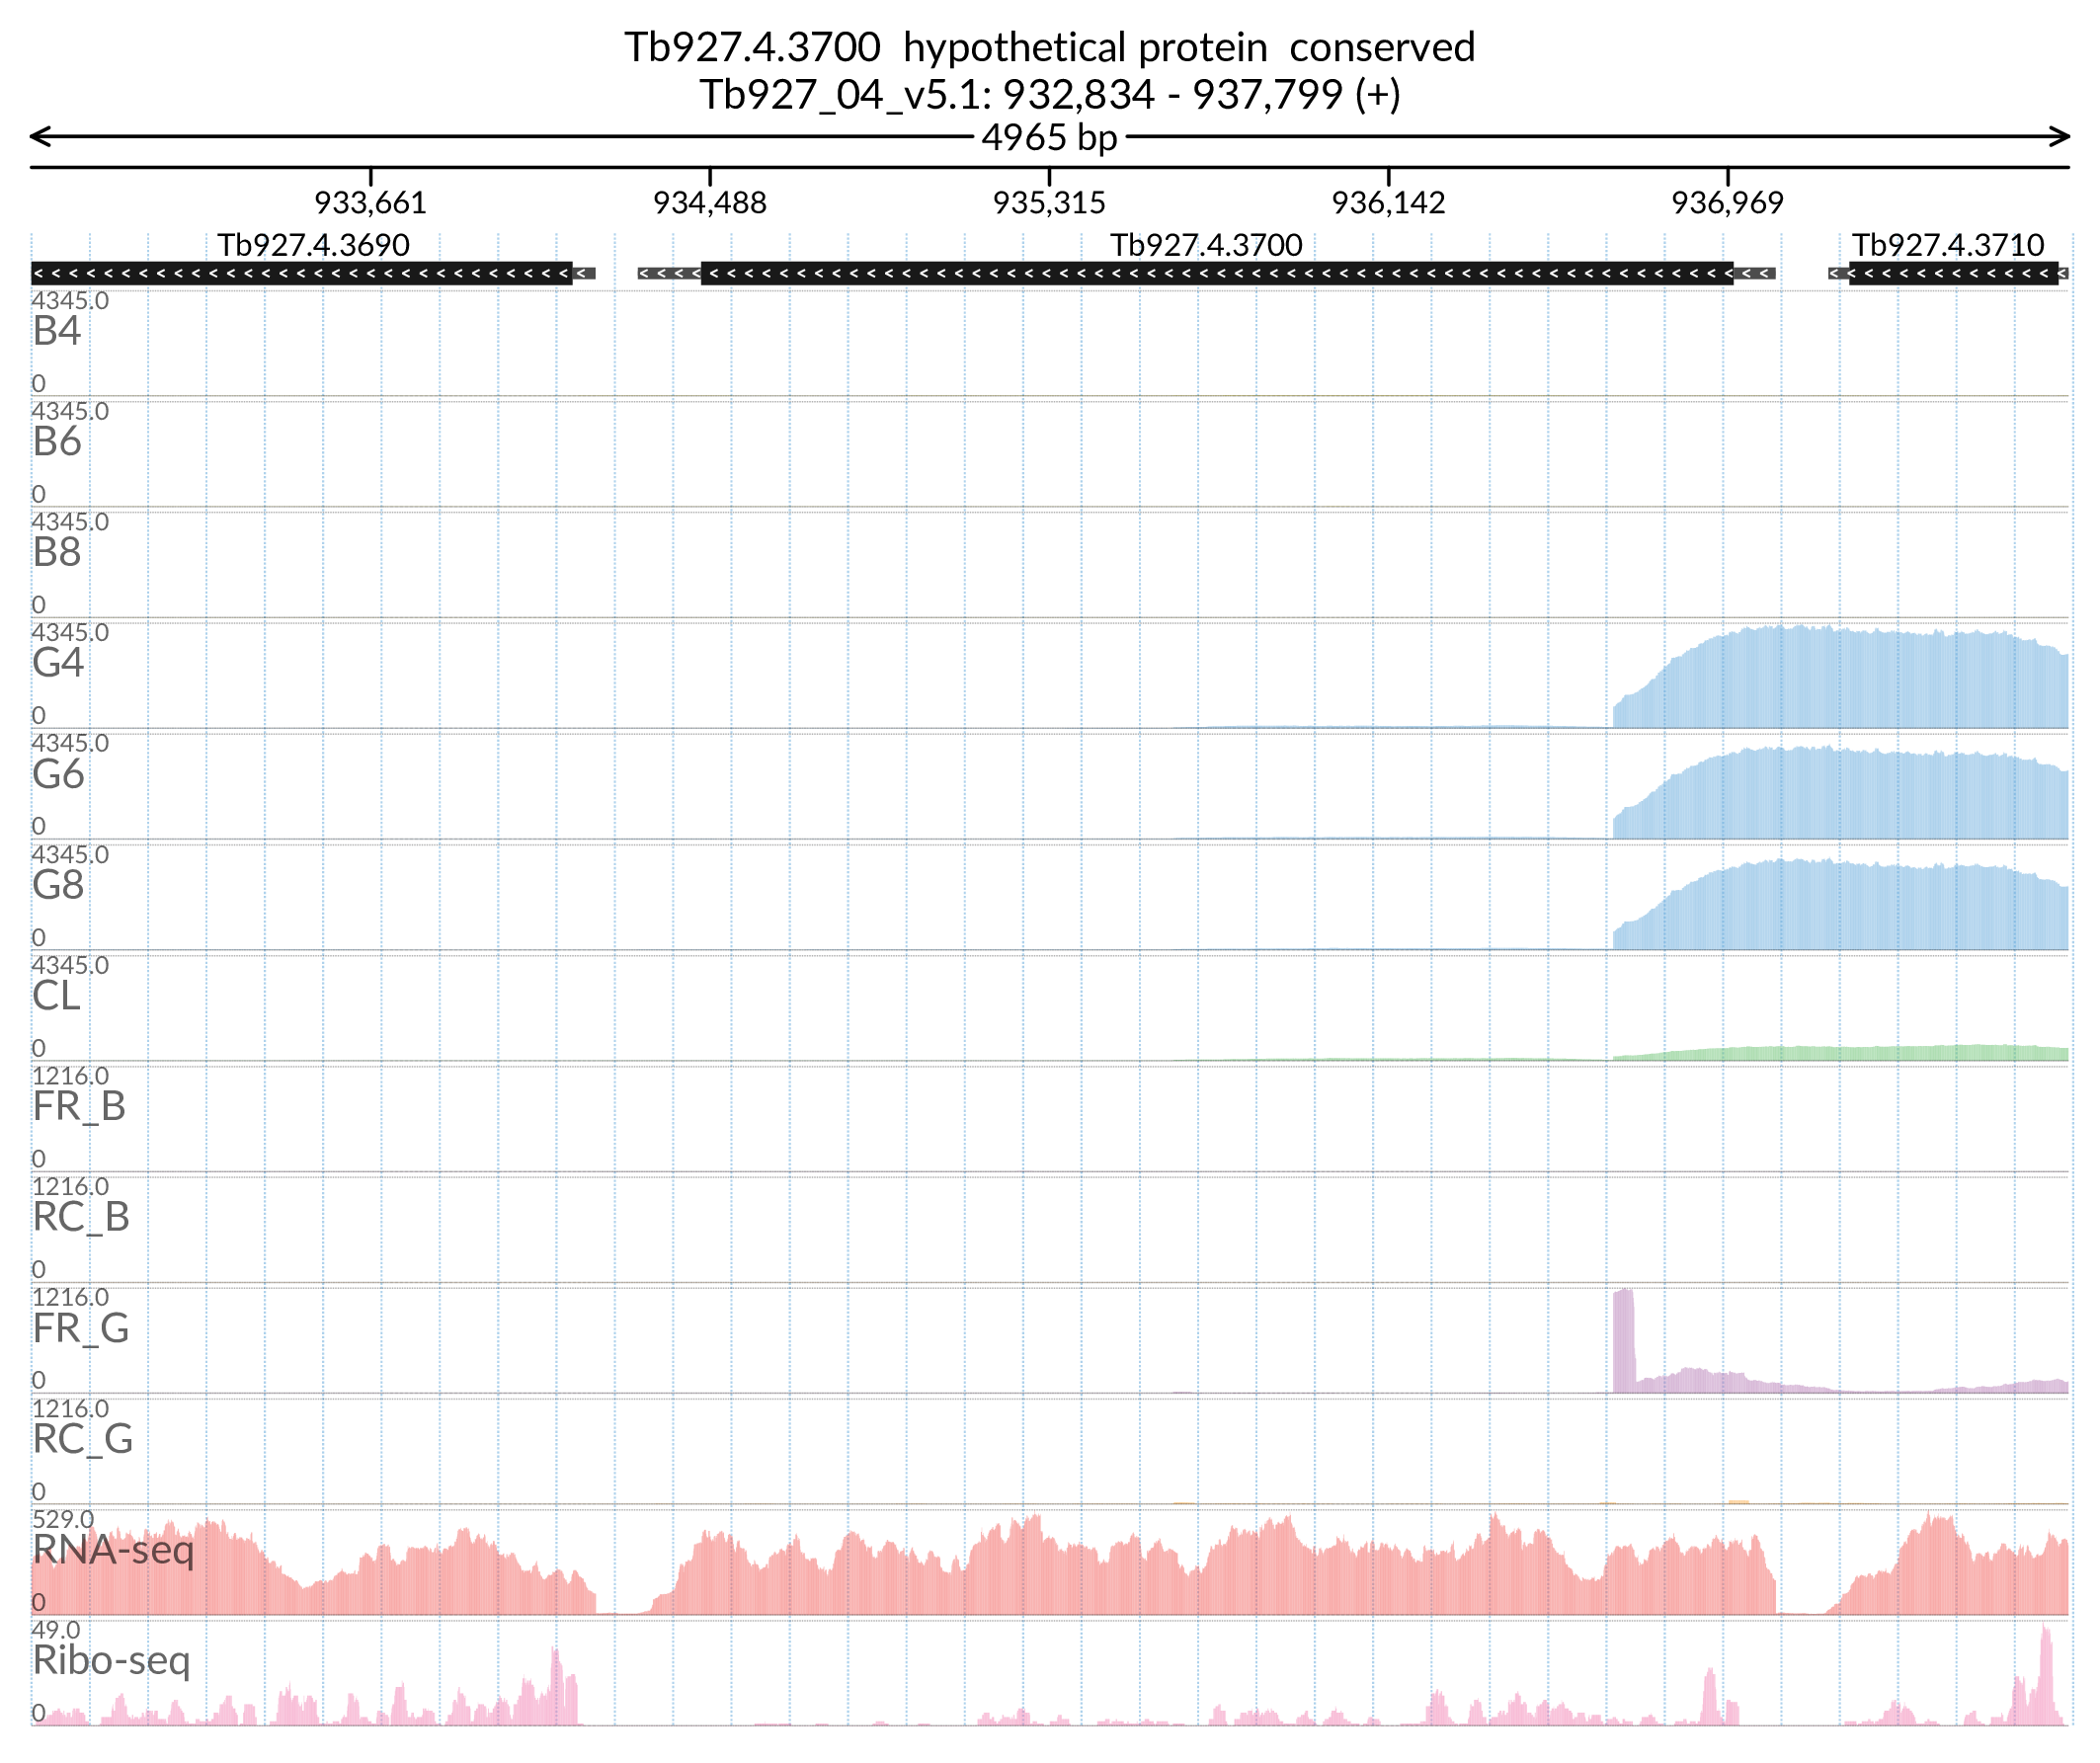 Tb927.4.3700  hypothetical protein  conserved
Tb927_04_v5.1: 932,834 - 937,799 (+)
4965 bp
933,661 934,488 935,315 936,142 936,969
Tb927.4.3690 Tb927.4.3700 Tb927.4.3710
4345.0
B4
0
4345.0
B6
0
4345.0
B8
0
4345.0
G4
0
4345.0
G6
0
4345.0
G8
0
4345.0
CL
0
1216.0
FR_B
0
1216.0
RC_B
0
1216.0
FR_G
0
1216.0
RC_G
0
529.0
RNA-seq
0
49.0
Ribo-seq
0